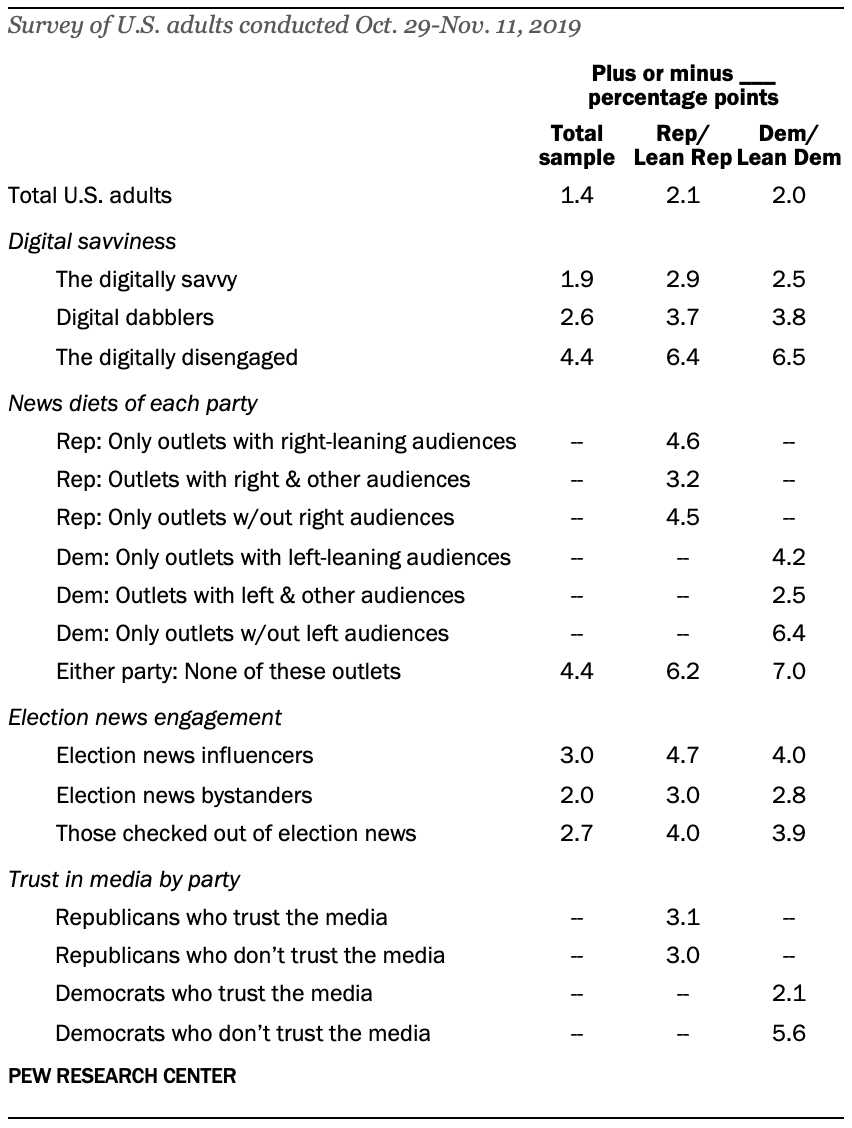 Survey of U.S. adults conducted Oct. 29-Nov. 11, 2019
Plus or minus ___
percentage points
Total Rep/ Dem/
sample Lean Rep Lean Dem
Total U.S. adults 1.4 2.1 2.0
Digital savviness
The digitally savvy 1.9 2.9 2.5
Digital dabblers 2.6 3.7 3.8
The digitally disengaged 4.4 6.4 6.5
News diets of each party
Rep: Only outlets with right-leaning audiences -- 4.6 --
Rep: Outlets with right & other audiences -- 3.2 --
Rep: Only outlets w/out right audiences -- 4.5 --
Dem: Only outlets with left-leaning audiences -- -- 4.2
Dem: Outlets with left & other audiences -- -- 2.5
Dem: Only outlets w/out left audiences -- -- 6.4
Either party: None of these outlets 4.4 6.2 7.0
Election news engagement
Election news influencers 3.0 4.7 4.0
Election news bystanders 2.0 3.0 2.8
Those checked out of election news 2.7 4.0 3.9
Trust in media by party
Republicans who trust the media -- 3.1 --
Republicans who don't trust the media -- 3.0 --
Democrats who trust the media -- -- 2.1
Democrats who don't trust the media -- -- 5.6
PEW RESEARCH CENTER